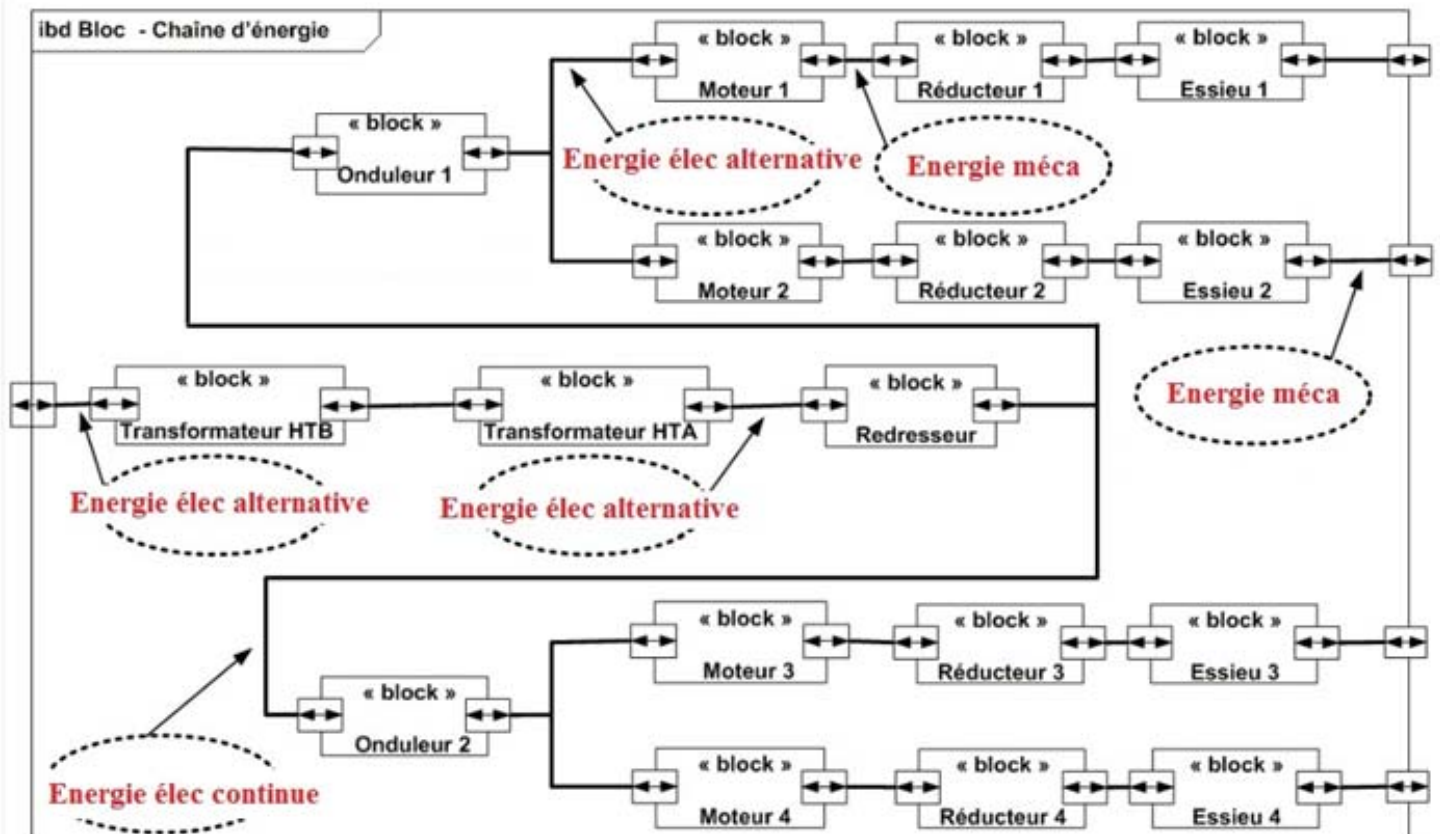 ibd Bloc - Chaîne d'énergie
« block »
Moteur 1
« block »
Réducteur 1
« block »
Essieu 1
« block »
Onduleur 1
Energie élec alternative
Energie méca
« block »
Moteur 2
« block »
Réducteur 2
« block »
Essieu 2
Energie méca
« block »
Transformateur HTB
« block »
Transformateur HTA
« block »
Redresseur
Energie élec alternative
Energie élec alternative
« block »
Moteur 3
« block »
Réducteur 3
« block »
Essieu 3
« block »
Onduleur 2
Energie élec continue
« block »
Moteur 4
« block »
Réducteur 4
« block »
Essieu 4